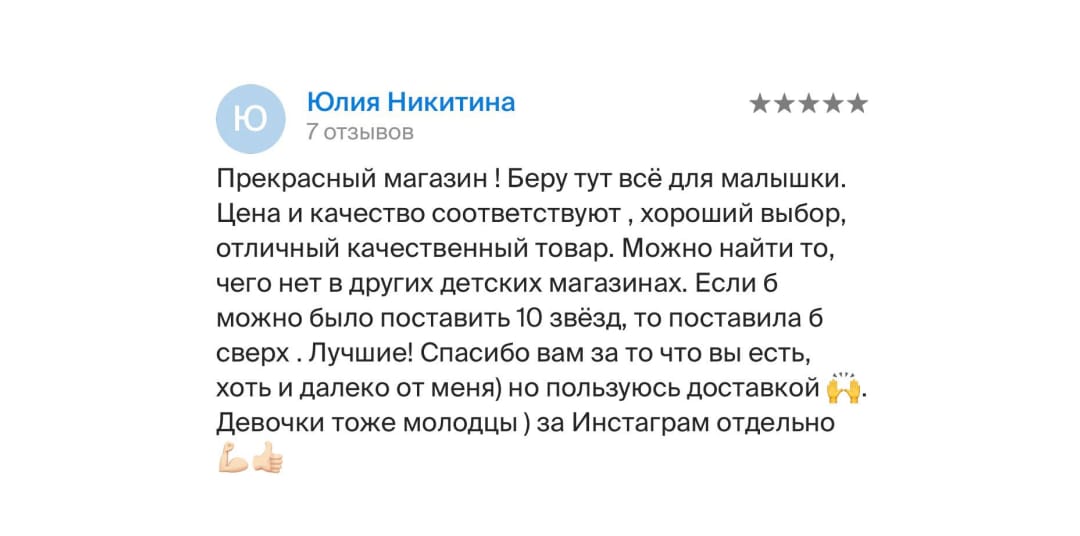 Ю
Юлия Никитина
7 отзывов
Прекрасный магазин ! Беру тут всё для малышки.
Цена и качество соответствуют , хороший выбор,
отличный качественный товар. Можно найти то,
чего нет в других детских магазинах. Если б
можно было поставить 10 звёзд, то поставила б
сверх . Лучшие! Спасибо вам за то что вы есть,
хоть и далеко от меня) но пользуюсь доставкой 🙌.
Девочки тоже молодцы ) за Инстаграм отдельно
💪🏻👍🏻